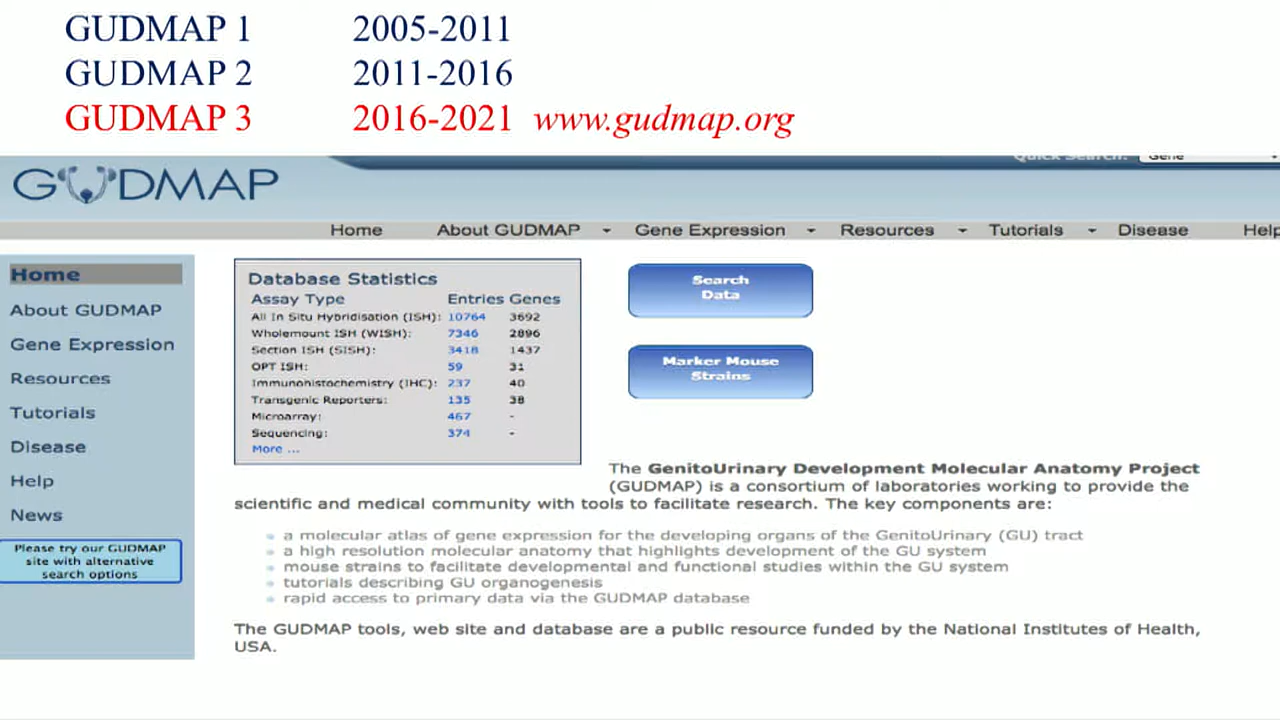 GUDMAP 1 2005-2011
GUDMAP 2 2011-2016
GUDMAP 3 2016-2021 www.gudmap.org
Quick Search: Gene
GUDMAP
Home About GUDMAP Gene Expression Resources Tutorials Disease Help
Home
About GUDMAP
Gene Expression
Resources
Tutorials
Disease
Help
News
Please try our GUDMAP
site with alternative
search options
Database Statistics
Assay Type Entries Genes
All In Situ Hybridisation (ISH): 10764 3692
Wholemount ISH (WISH): 7346 2896
Section ISH (SISH): 3418 1437
OPT ISH: 59 31
Immunohistochemistry (IHC): 237 40
Transgenic Reporters: 135 38
Microarray: 467 -
Sequencing: 374 -
More ...
Search
Data
Marker Mouse
Strains
The GenitoUrinary Development Molecular Anatomy Project
(GUDMAP) is a consortium of laboratories working to provide the
scientific and medical community with tools to facilitate research. The key components are:
a molecular atlas of gene expression for the developing organs of the GenitoUrinary (GU) tract
a high resolution molecular anatomy that highlights development of the GU system
mouse strains to facilitate developmental and functional studies within the GU system
tutorials describing GU organogenesis
rapid access to primary data via the GUDMAP database
The GUDMAP tools, web site and database are a public resource funded by the National Institutes of Health,
USA.